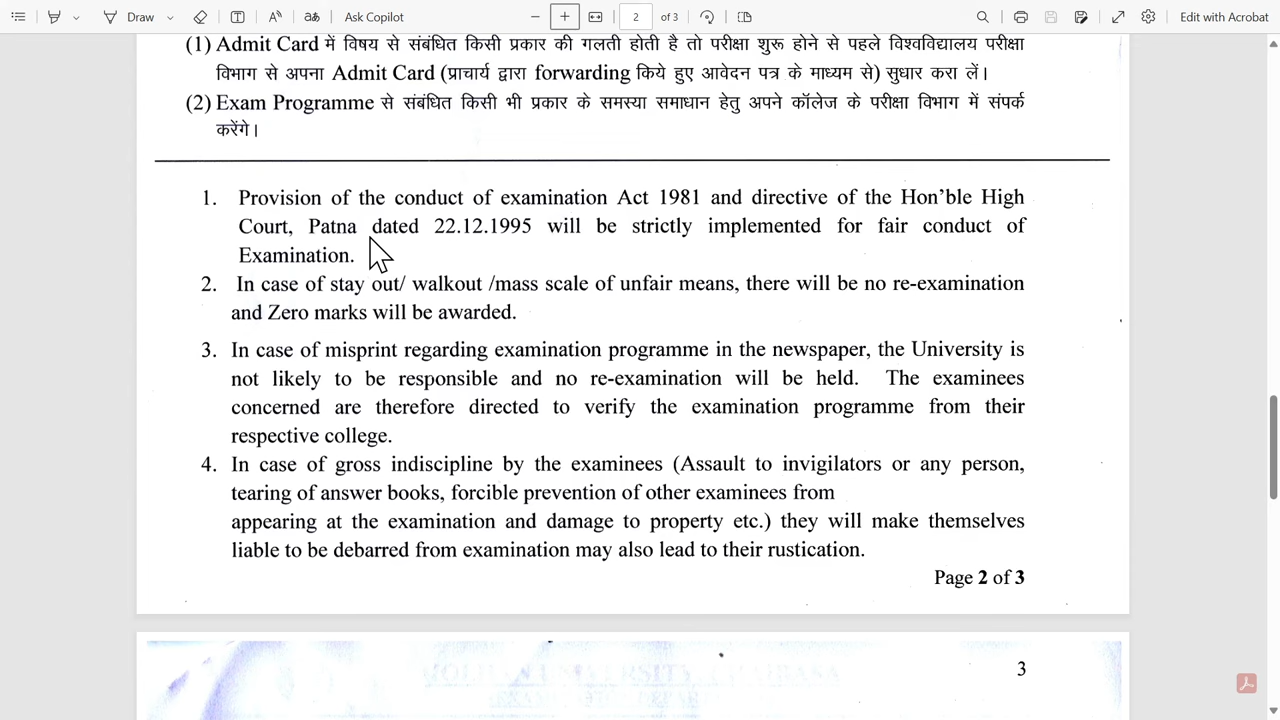 Draw
Ask Copilot
2 of 3
Edit with Acrobat
(1) Admit Card में विषय से संबंधित किसी प्रकार की गलती होती है तो परीक्षा शुरू होने से पहले विश्वविद्यालय परीक्षा
विभाग से अपना Admit Card (प्राचार्य द्वारा forwarding किये हुए आवेदन पत्र के माध्यम से) सुधार करा लें।
(2) Exam Programme से संबंधित किसी भी प्रकार के समस्या समाधान हेतु अपने कॉलेज के परीक्षा विभाग में संपर्क
करेंगे।
1. Provision of the conduct of examination Act 1981 and directive of the Hon'ble High
Court, Patna dated 22.12.1995 will be strictly implemented for fair conduct of
Examination.
2. In case of stay out/ walkout /mass scale of unfair means, there will be no re-examination
and Zero marks will be awarded.
3. In case of misprint regarding examination programme in the newspaper, the University is
not likely to be responsible and no re-examination will be held. The examinees
concerned are therefore directed to verify the examination programme from their
respective college.
4. In case of gross indiscipline by the examinees (Assault to invigilators or any person,
tearing of answer books, forcible prevention of other examinees from
appearing at the examination and damage to property etc.) they will make themselves
liable to be debarred from examination may also lead to their rustication.
Page 2 of 3
3
UNIVERSITY